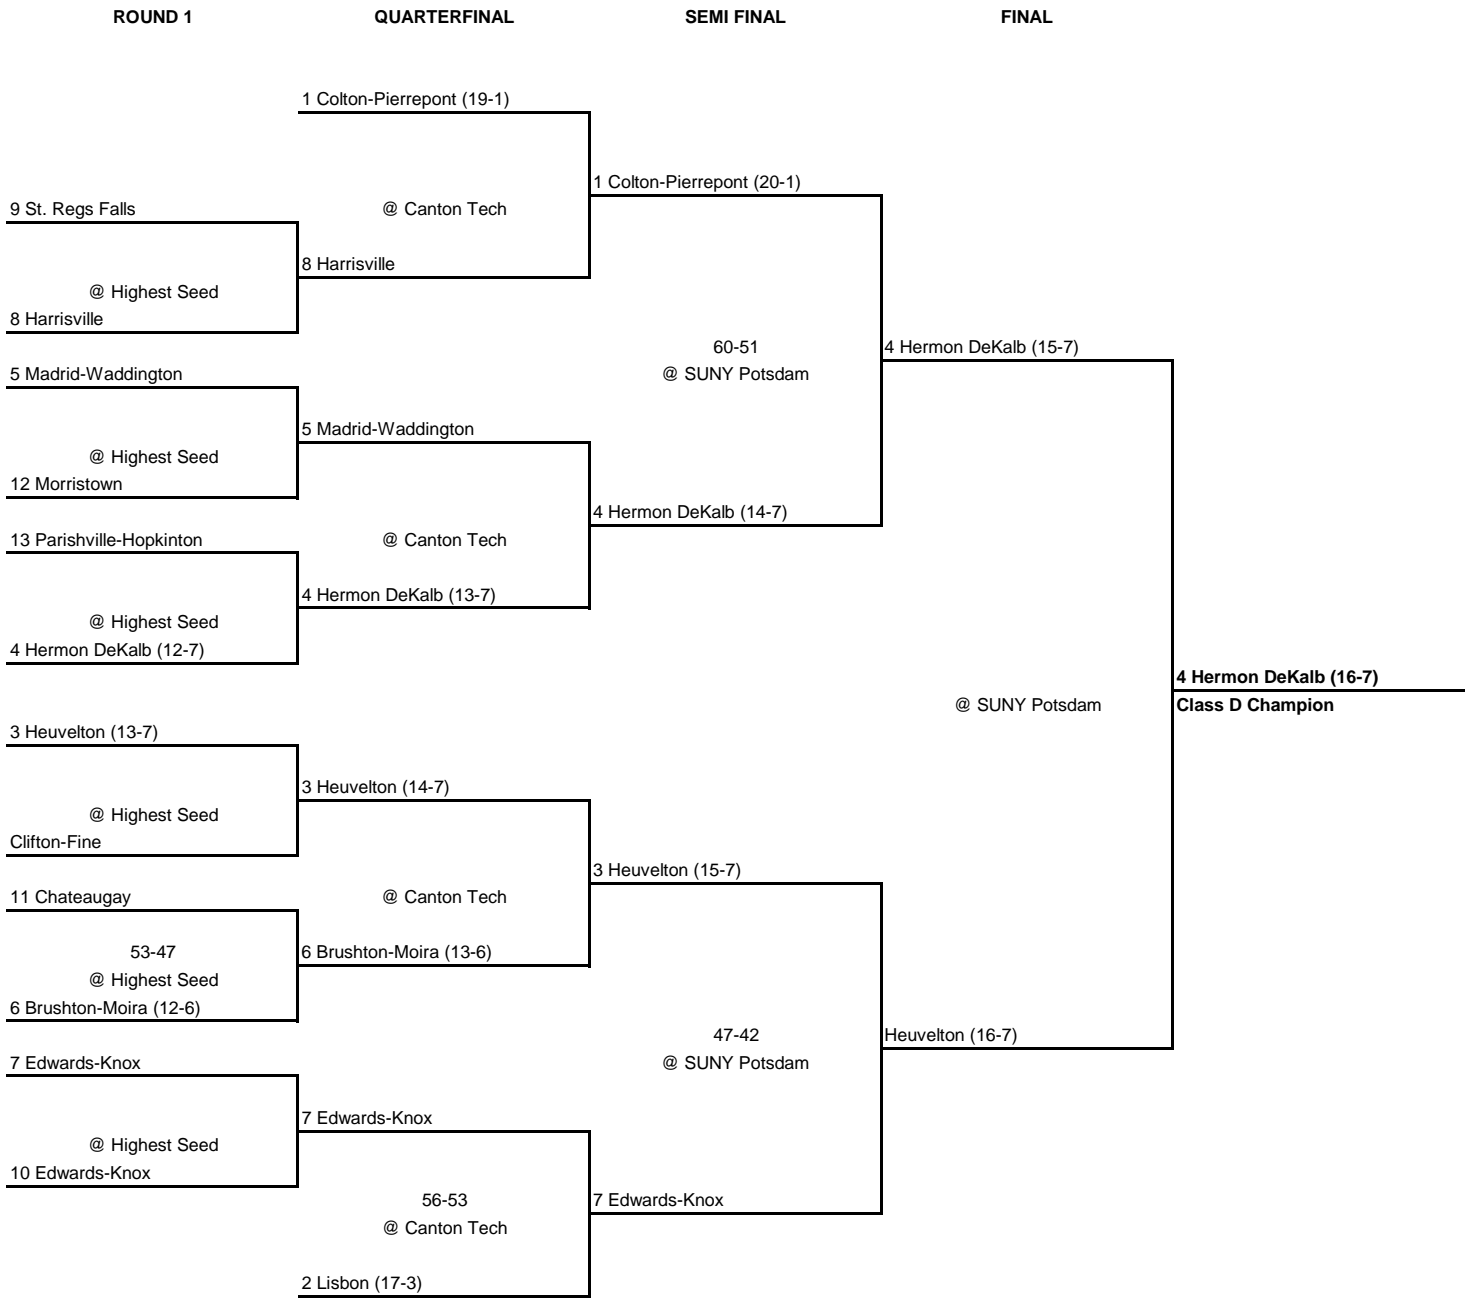 ROUND 1 QUARTERFINAL SEMI FINAL FINAL
1 Colton-Pierrepont (19-1)
1 Colton-Pierrepont (20-1)
9 St. Regs Falls @ Canton Tech
8 Harrisville
@ Highest Seed
8 Harrisville
60-51 4 Hermon DeKalb (15-7)
5 Madrid-Waddington @ SUNY Potsdam
5 Madrid-Waddington
@ Highest Seed
12 Morristown
4 Hermon DeKalb (14-7)
13 Parishville-Hopkinton @ Canton Tech
4 Hermon DeKalb (13-7)
@ Highest Seed
4 Hermon DeKalb (12-7)
4 Hermon DeKalb (16-7)
@ SUNY Potsdam Class D Champion
3 Heuvelton (13-7)
3 Heuvelton (14-7)
@ Highest Seed
Clifton-Fine
3 Heuvelton (15-7)
11 Chateaugay @ Canton Tech
53-47 6 Brushton-Moira (13-6)
@ Highest Seed
6 Brushton-Moira (12-6)
47-42 Heuvelton (16-7)
7 Edwards-Knox @ SUNY Potsdam
7 Edwards-Knox
@ Highest Seed
10 Edwards-Knox
56-53 7 Edwards-Knox
@ Canton Tech
2 Lisbon (17-3)